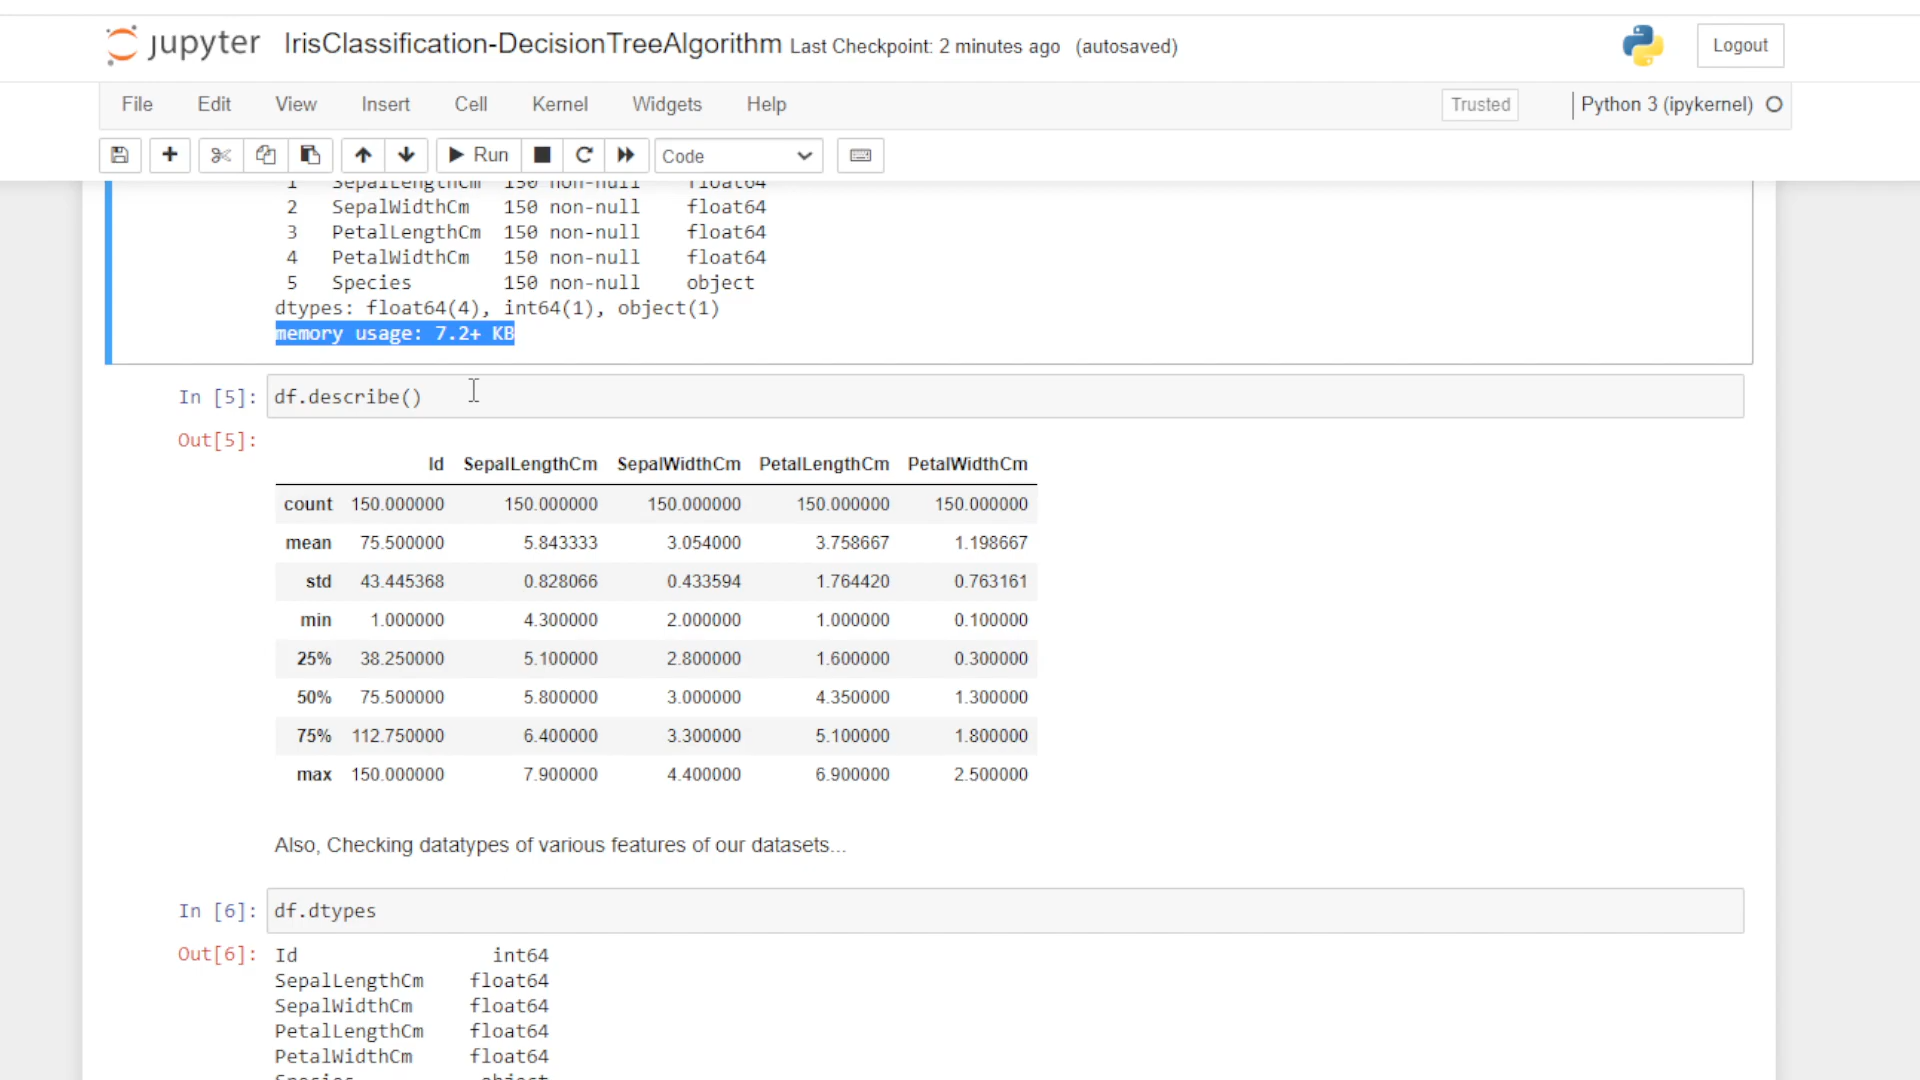 jupyter IrisClassification-DecisionTreeAlgorithm Last Checkpoint: 2 minutes ago (autosaved) Logout
File Edit View Insert Cell Kernel Widgets Help Trusted Python 3 (ipykernel)
Run Code
1 SepalLengthCm 150 non-null float64
2 SepalWidthCm 150 non-null float64
3 PetalLengthCm 150 non-null float64
4 PetalWidthCm 150 non-null float64
5 Species 150 non-null object
dtypes: float64(4), int64(1), object(1)
memory usage: 7.2+ KB
In [5]: df.describe()
Out[5]:
Id SepalLengthCm SepalWidthCm PetalLengthCm PetalWidthCm
count 150.000000 150.000000 150.000000 150.000000 150.000000
mean 75.500000 5.843333 3.054000 3.758667 1.198667
std 43.445368 0.828066 0.433594 1.764420 0.763161
min 1.000000 4.300000 2.000000 1.000000 0.100000
25% 38.250000 5.100000 2.800000 1.600000 0.300000
50% 75.500000 5.800000 3.000000 4.350000 1.300000
75% 112.750000 6.400000 3.300000 5.100000 1.800000
max 150.000000 7.900000 4.400000 6.900000 2.500000
Also, Checking datatypes of various features of our datasets...
In [6]: df.dtypes
Out[6]: Id int64
SepalLengthCm float64
SepalWidthCm float64
PetalLengthCm float64
PetalWidthCm float64
Species object